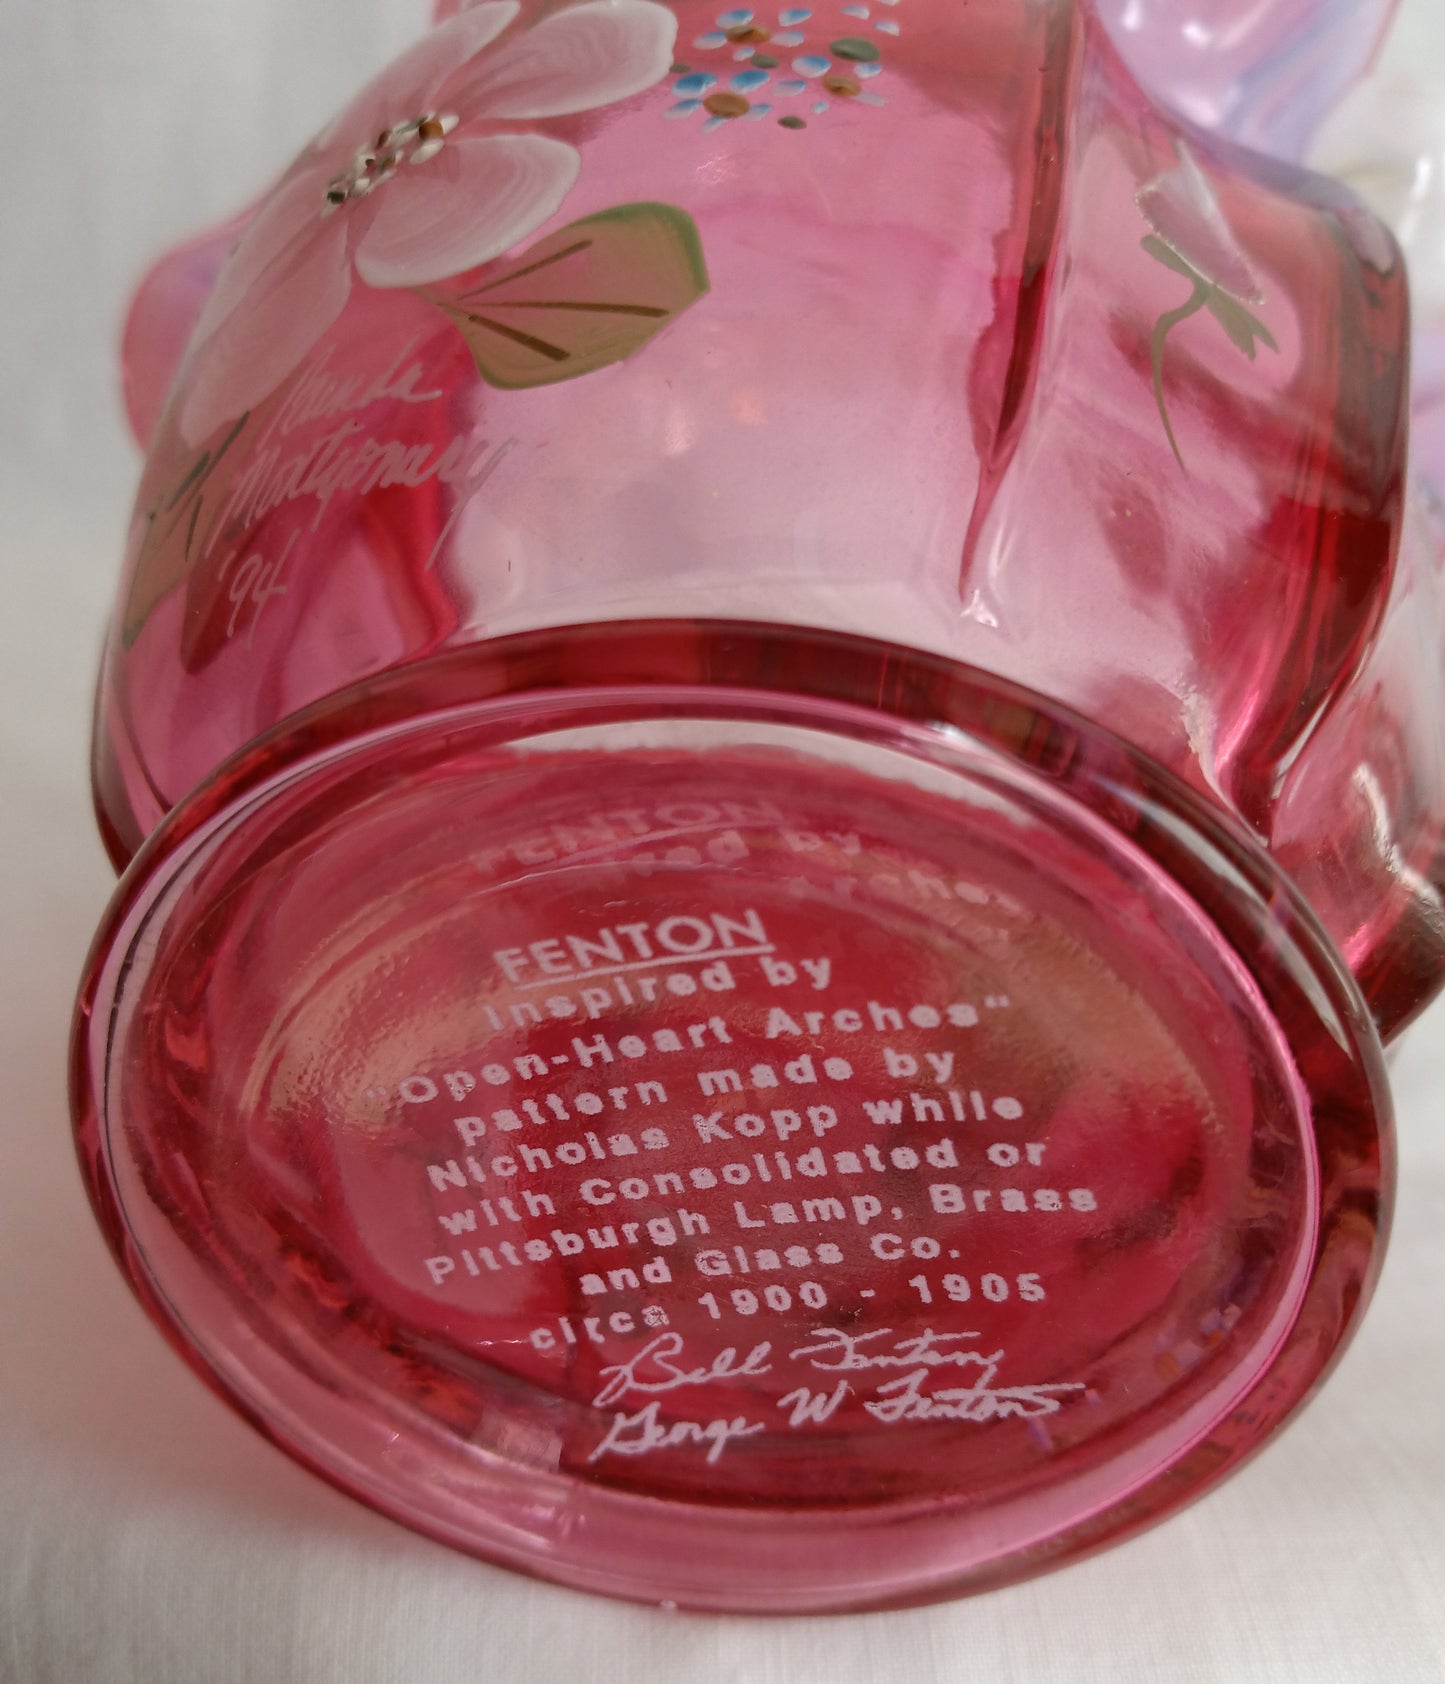 Montgomery
'94
FENTON
Inspired by
"Open-Heart Arches"
pattern made by
Nicholas Kopp while
with Consolidated or
Pittsburgh Lamp, Brass
and Glass Co.
circa 1900 - 1905
Bill Fenton
George W Fenton